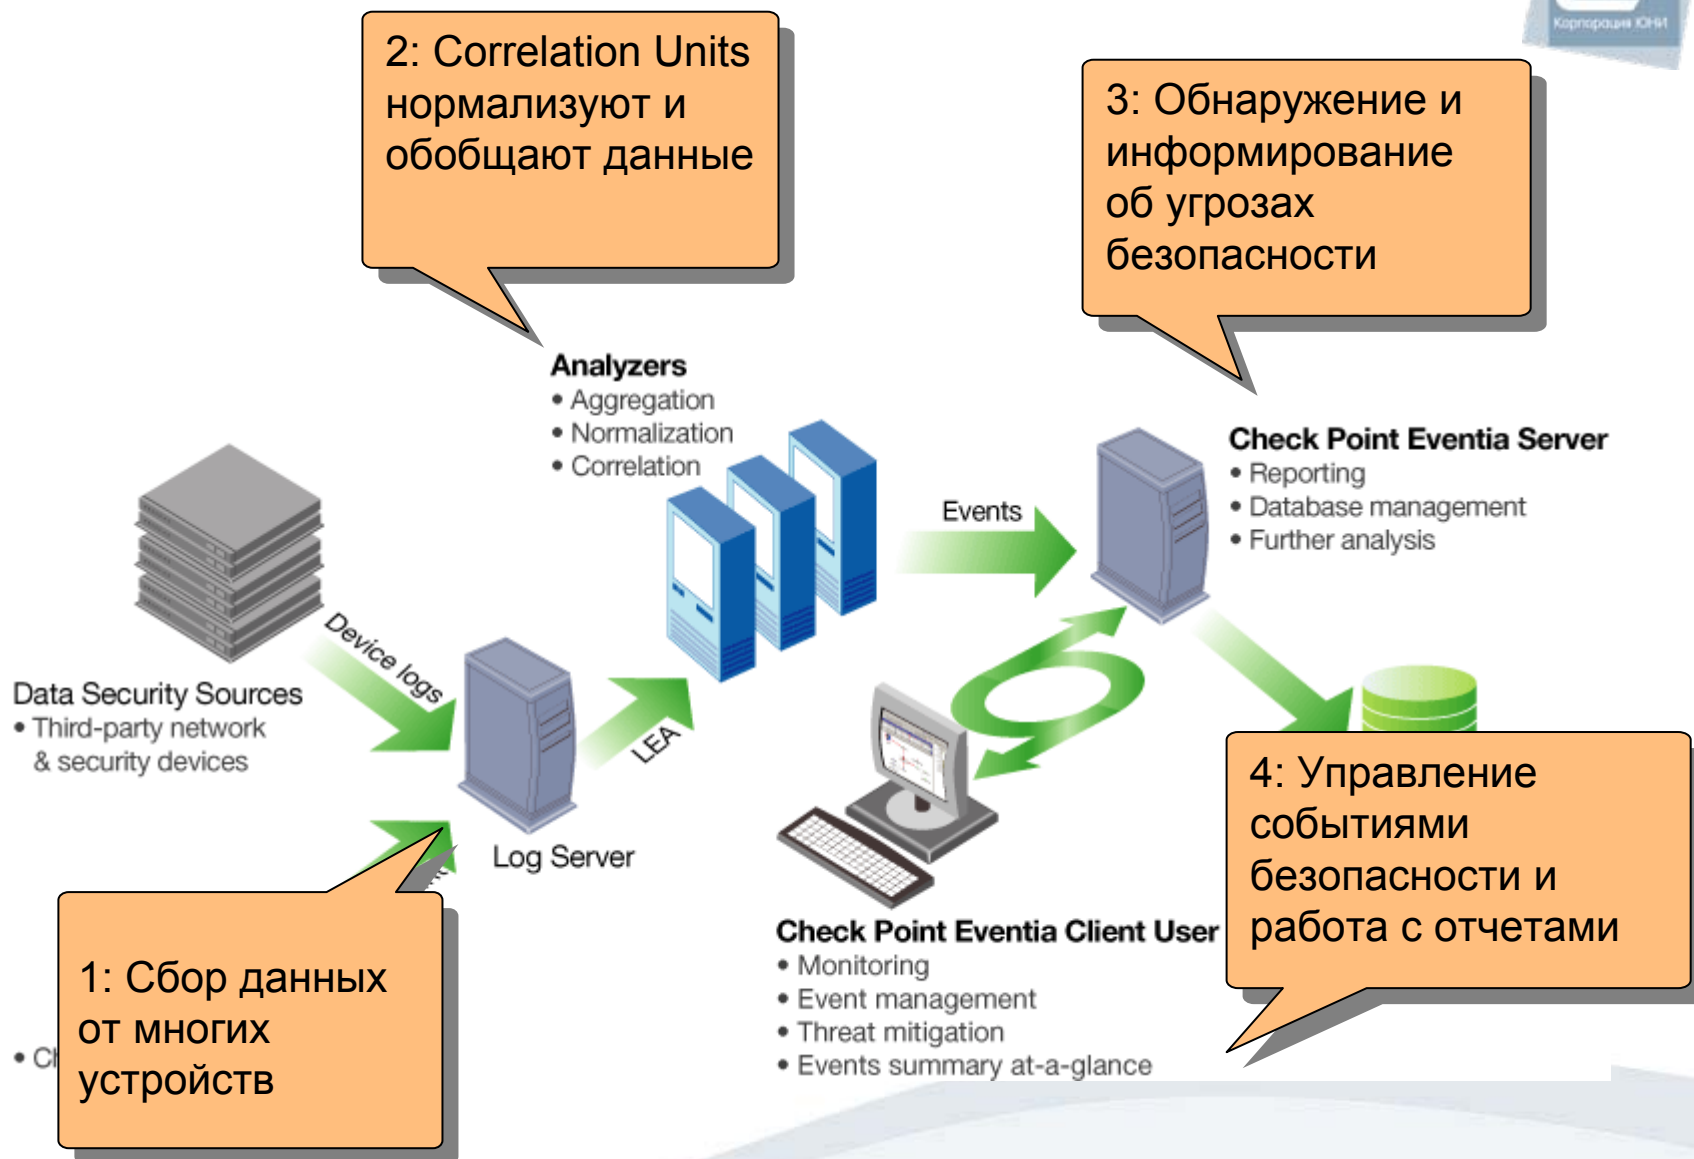 Корпорация ЮНИ
2: Correlation Units
нормализуют и
обобщают данные
3: Обнаружение и
информирование
об угрозах
безопасности
Analyzers
• Aggregation
• Normalization
• Correlation
Check Point Eventia Server
• Reporting
• Database management
• Further analysis
Events
Device logs
Data Security Sources
• Third-party network
& security devices
LEA
Log Server
4: Управление
событиями
безопасности и
работа с отчетами
Check Point Eventia Client User
• Monitoring
• Event management
• Threat mitigation
• Events summary at-a-glance
1: Сбор данных
от многих
устройств